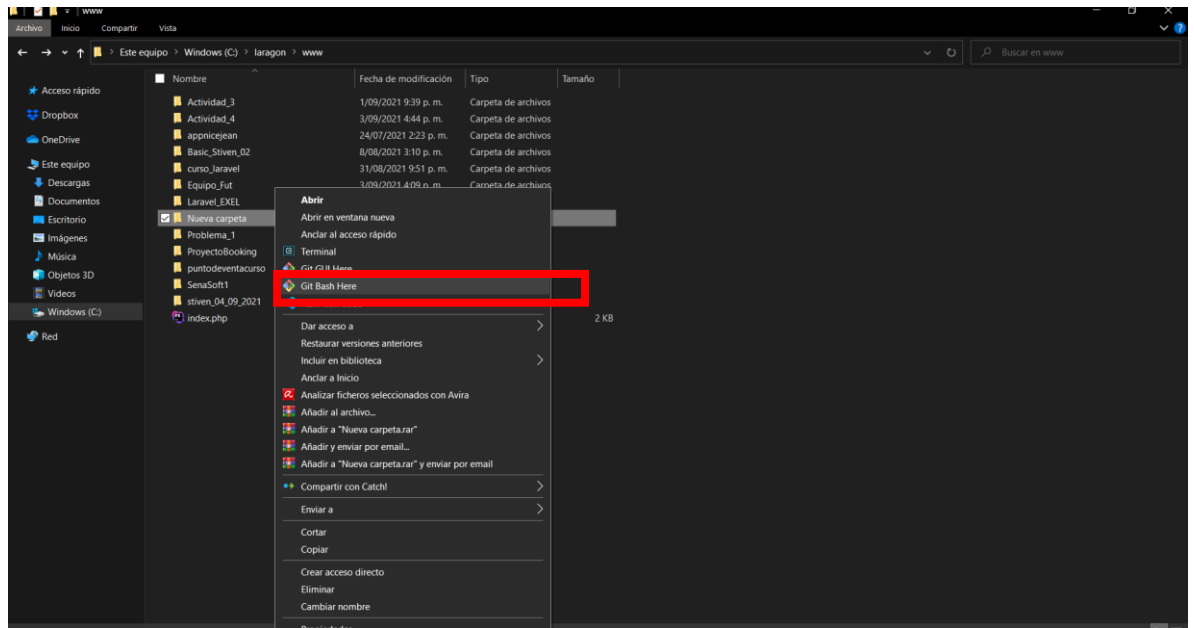 www
Archivo Inicio Compartir Vista
Este equipo > Windows (C:) > laragon > www
Buscar en www
Nombre Fecha de modificación Tipo Tamaño
Acceso rápido
Dropbox
OneDrive
Este equipo
Descargas
Documentos
Escritorio
Imágenes
Música
Objetos 3D
Videos
Windows (C:)
Red
Actividad_3 1/09/2021 9:39 p. m. Carpeta de archivos
Actividad_4 3/09/2021 4:44 p. m. Carpeta de archivos
appnicejean 24/07/2021 2:23 p. m. Carpeta de archivos
Basic_Stiven_02 8/08/2021 3:10 p. m. Carpeta de archivos
curso_laravel 31/08/2021 9:51 p. m. Carpeta de archivos
Equipo_Fut 3/09/2021 4:09 p. m. Carpeta de archivos
Laravel_EXEL
Nueva carpeta
Problema_1
ProyectoBooking
puntodeventacurso
SenaSoft1
stiven_04_09_2021
index.php 2 KB
Abrir
Abrir en ventana nueva
Anclar al acceso rápido
Terminal
Git GUI Here
Git Bash Here
Dar acceso a
Restaurar versiones anteriores
Incluir en biblioteca
Anclar a Inicio
Analizar ficheros seleccionados con Avira
Añadir al archivo...
Añadir a "Nueva carpeta.rar"
Añadir y enviar por email...
Añadir a "Nueva carpeta.rar" y enviar por email
Compartir con Catch!
Enviar a
Cortar
Copiar
Crear acceso directo
Eliminar
Cambiar nombre